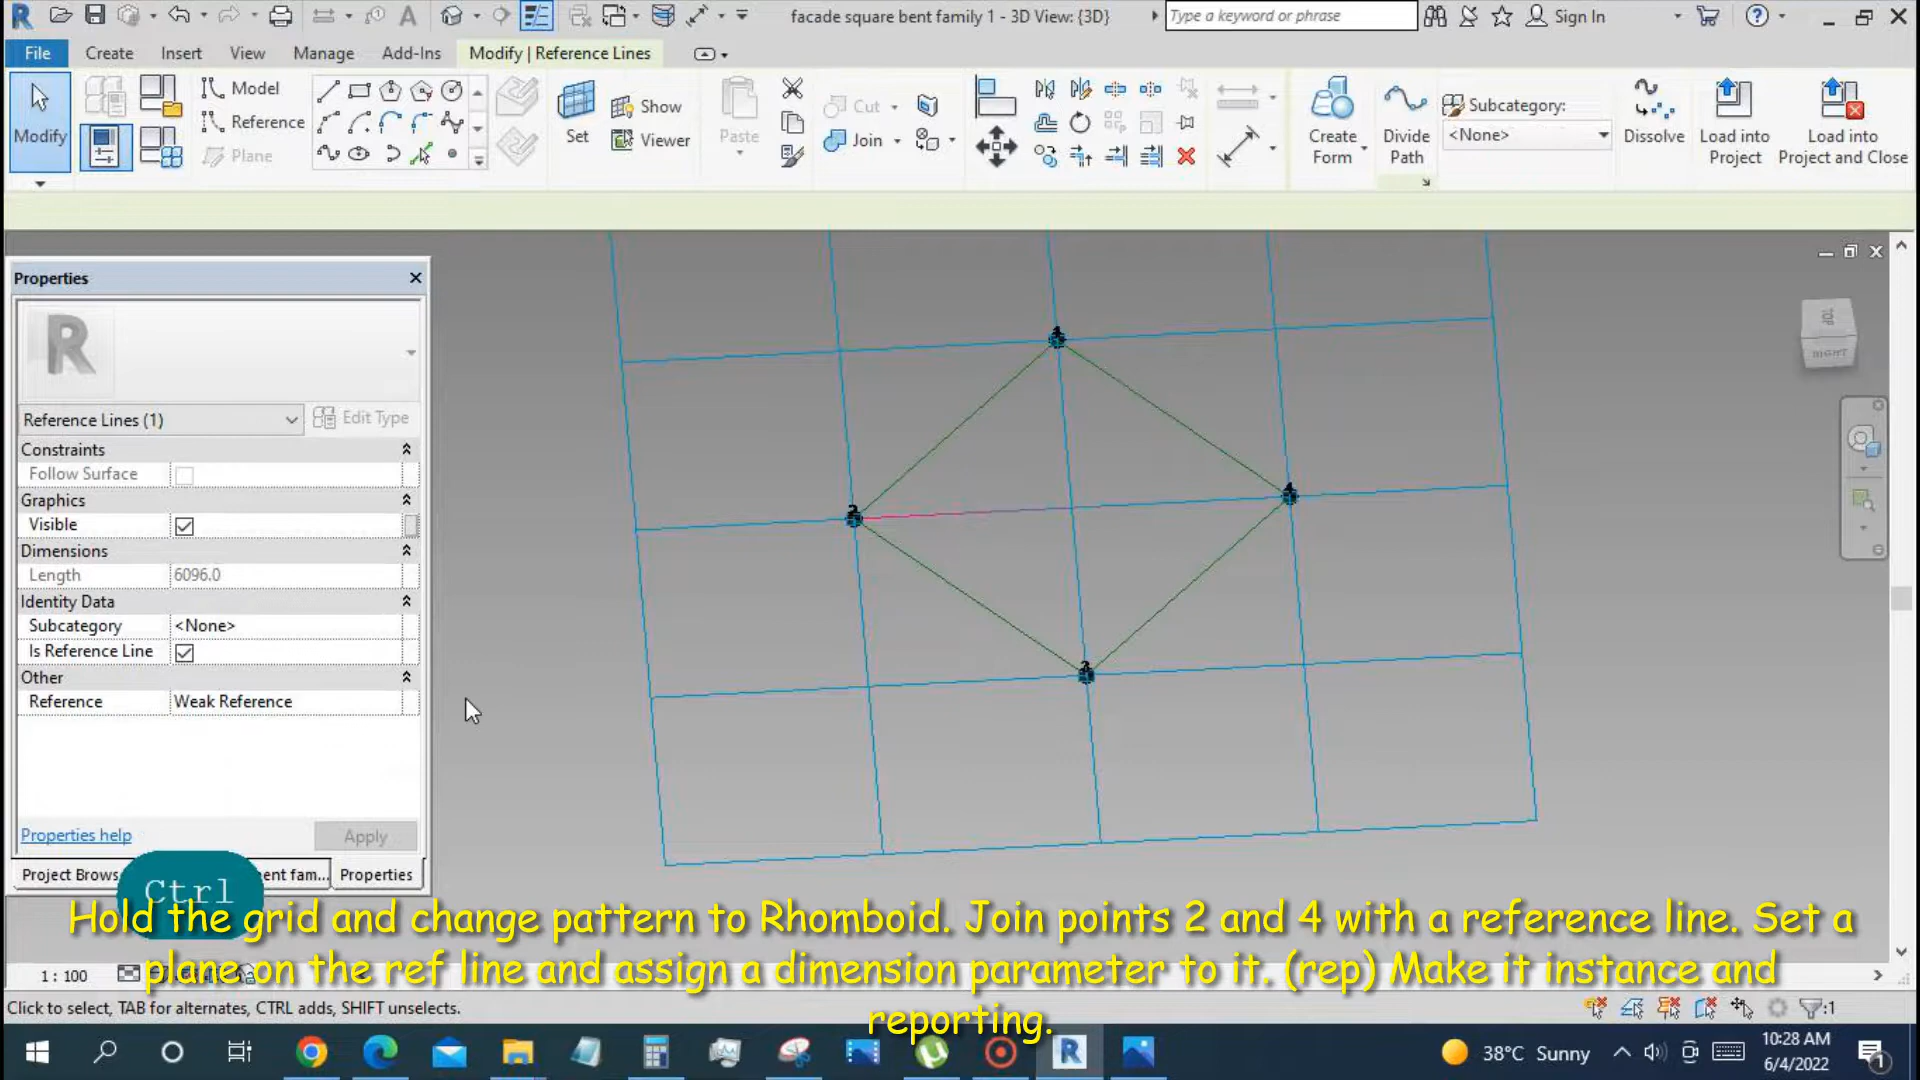 facade square bent family 1 - 3D View: {3D}
Type a keyword or phrase
Sign In
File
Create
Insert
View
Manage
Add-Ins
Modify | Reference Lines
Modify
Model
Reference
Plane
Set
Show
Viewer
Paste
Cut
Join
Create Form
Divide Path
Subcategory:
<None>
Dissolve
Load into Project
Load into Project and Close
Properties
Reference Lines (1)
Edit Type
Constraints
Follow Surface
Graphics
Visible
Dimensions
Length 6096.0
Identity Data
Subcategory <None>
Is Reference Line
Other
Reference Weak Reference
Properties help
Apply
Project Brows
ent fam...
Properties
TOP
RIGHT
2
4
Ctrl
Hold the grid and change pattern to Rhomboid. Join points 2 and 4 with a reference line. Set a
plane on the ref line and assign a dimension parameter to it. (rep) Make it instance and
reporting.
1 : 100
Click to select, TAB for alternates, CTRL adds, SHIFT unselects.
:1
38°C Sunny
10:28 AM
6/4/2022
1